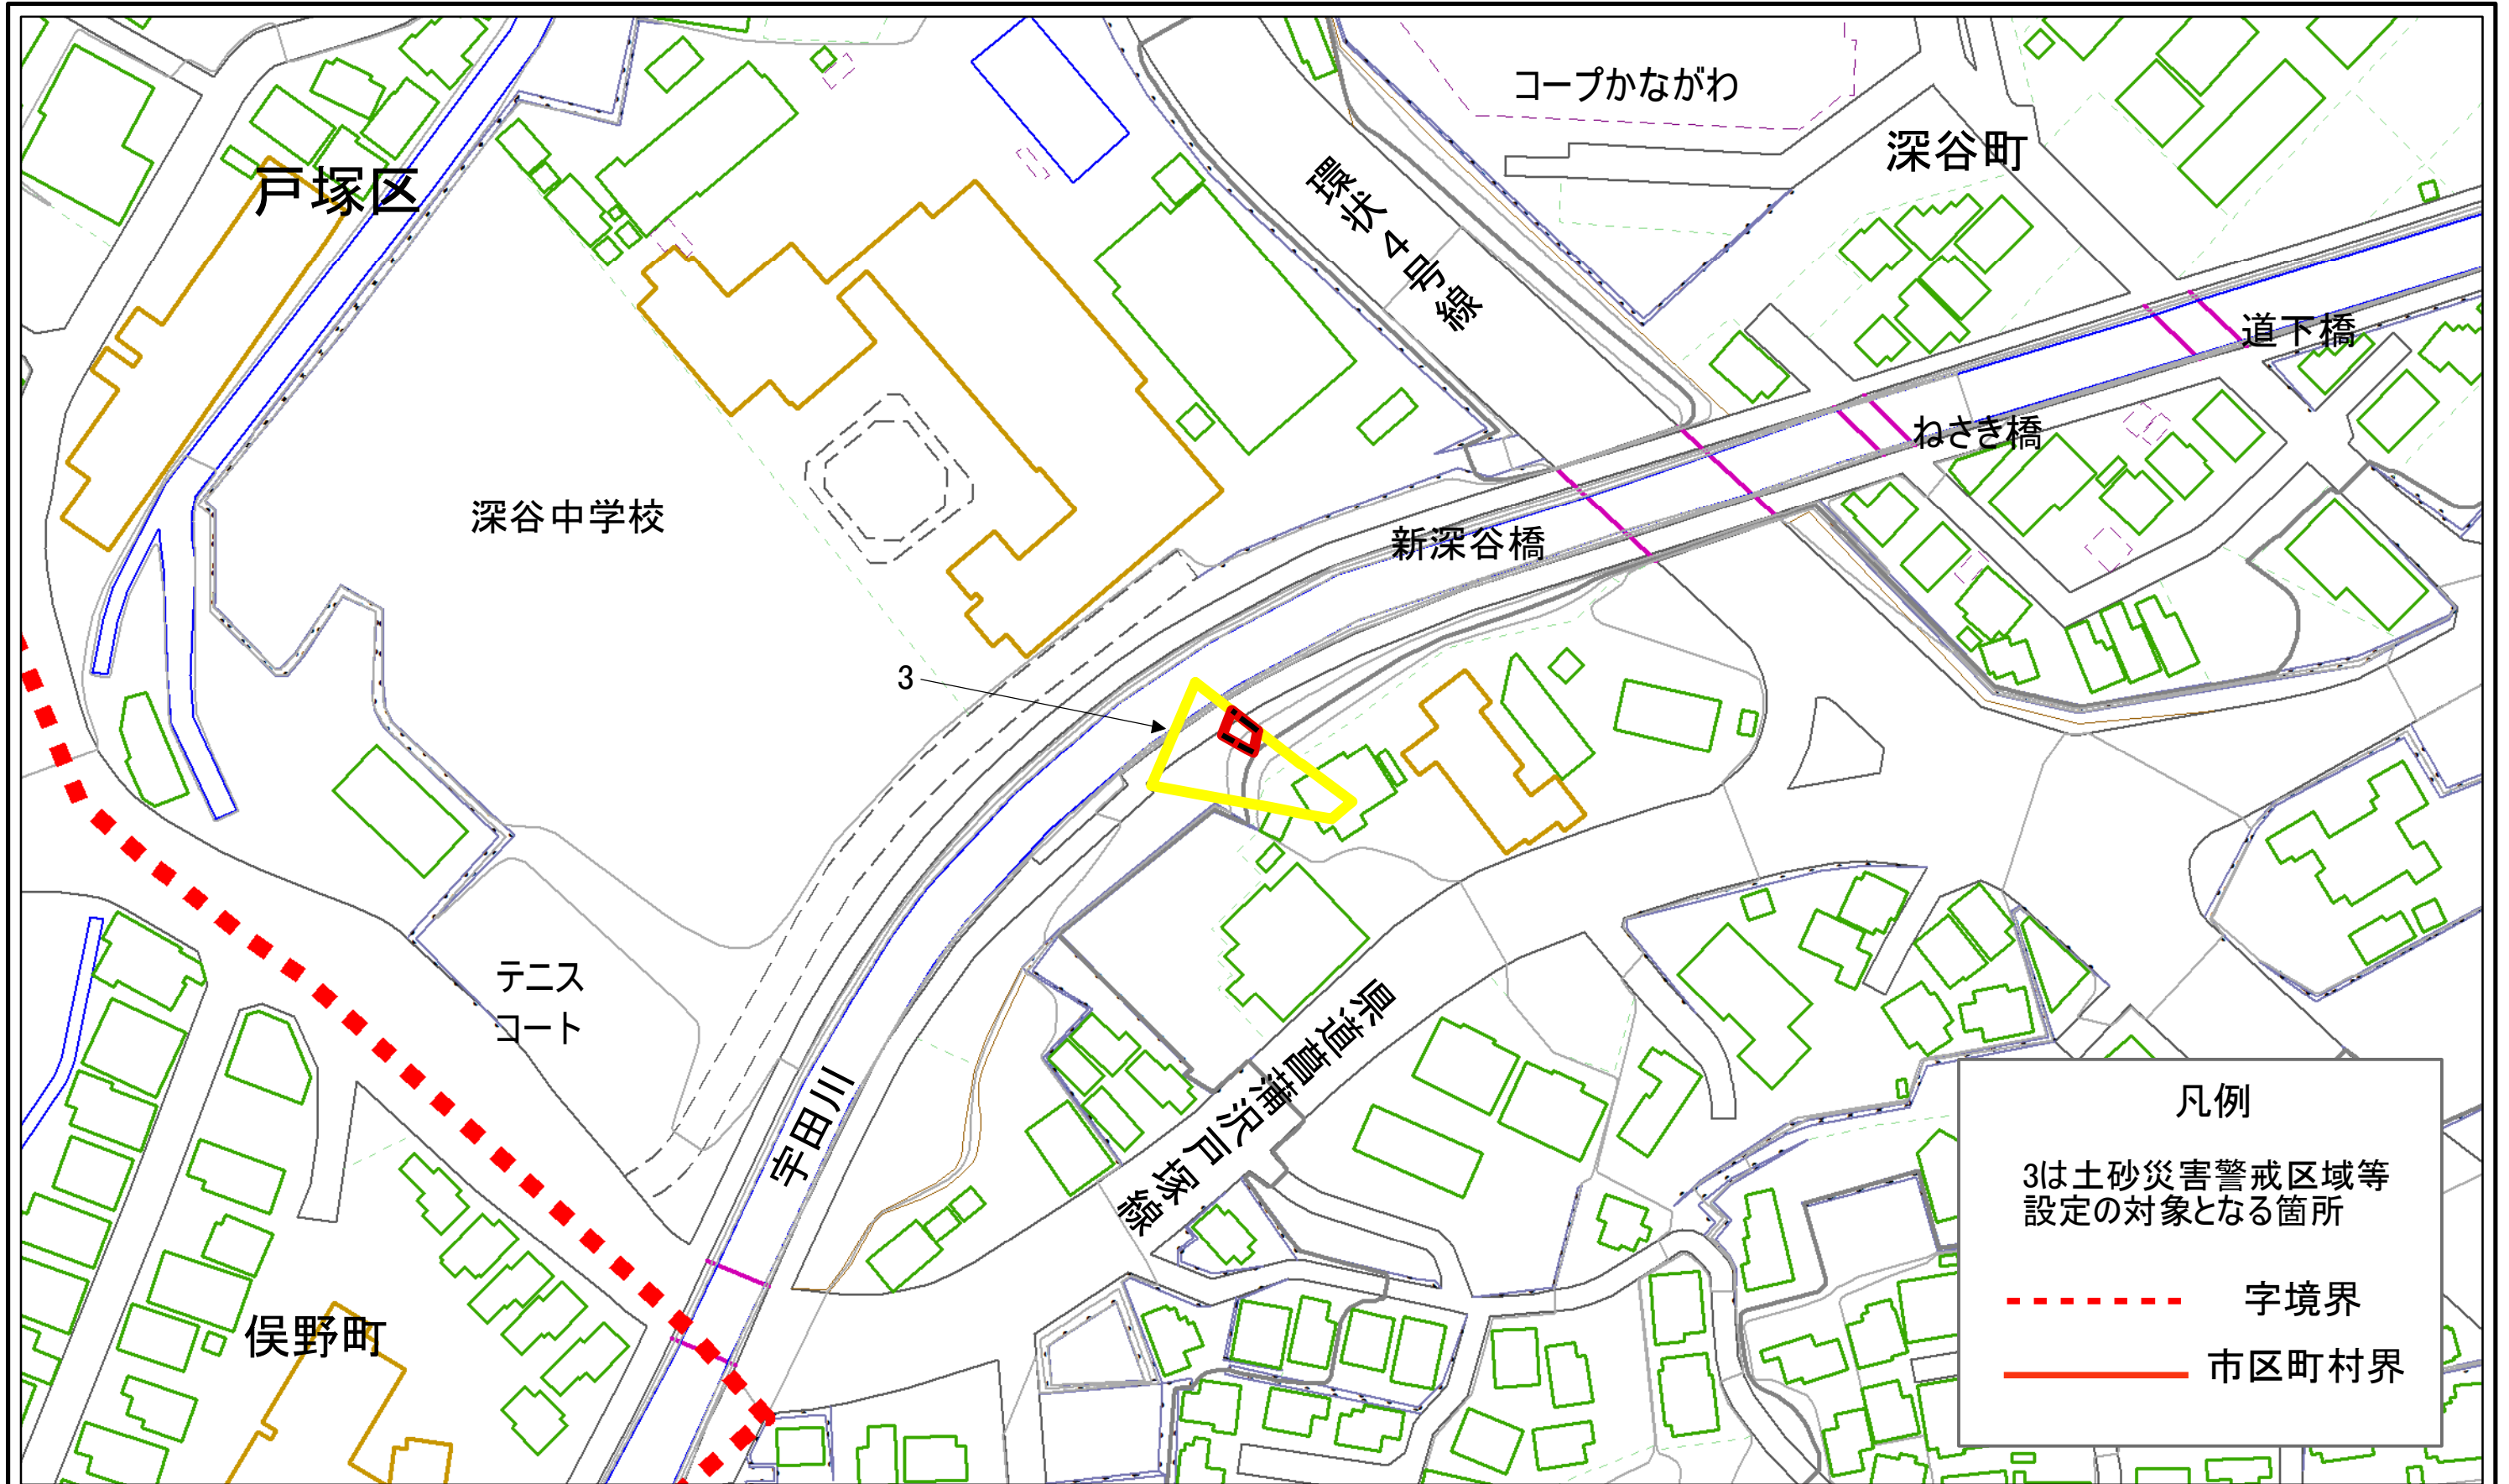 コープかながわ
深谷町
戸塚区
環状4号線
道下橋
ねさき橋
深谷中学校
新深谷橋
3
テニス
コート
県道菖蒲沢戸塚線
宇田川
俣野町
凡例
3は土砂災害警戒区域等
設定の対象となる箇所
字境界
市区町村界